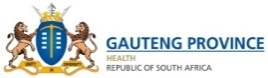 GAUTENG PROVINCE
HEALTH
REPUBLIC OF SOUTH AFRICA